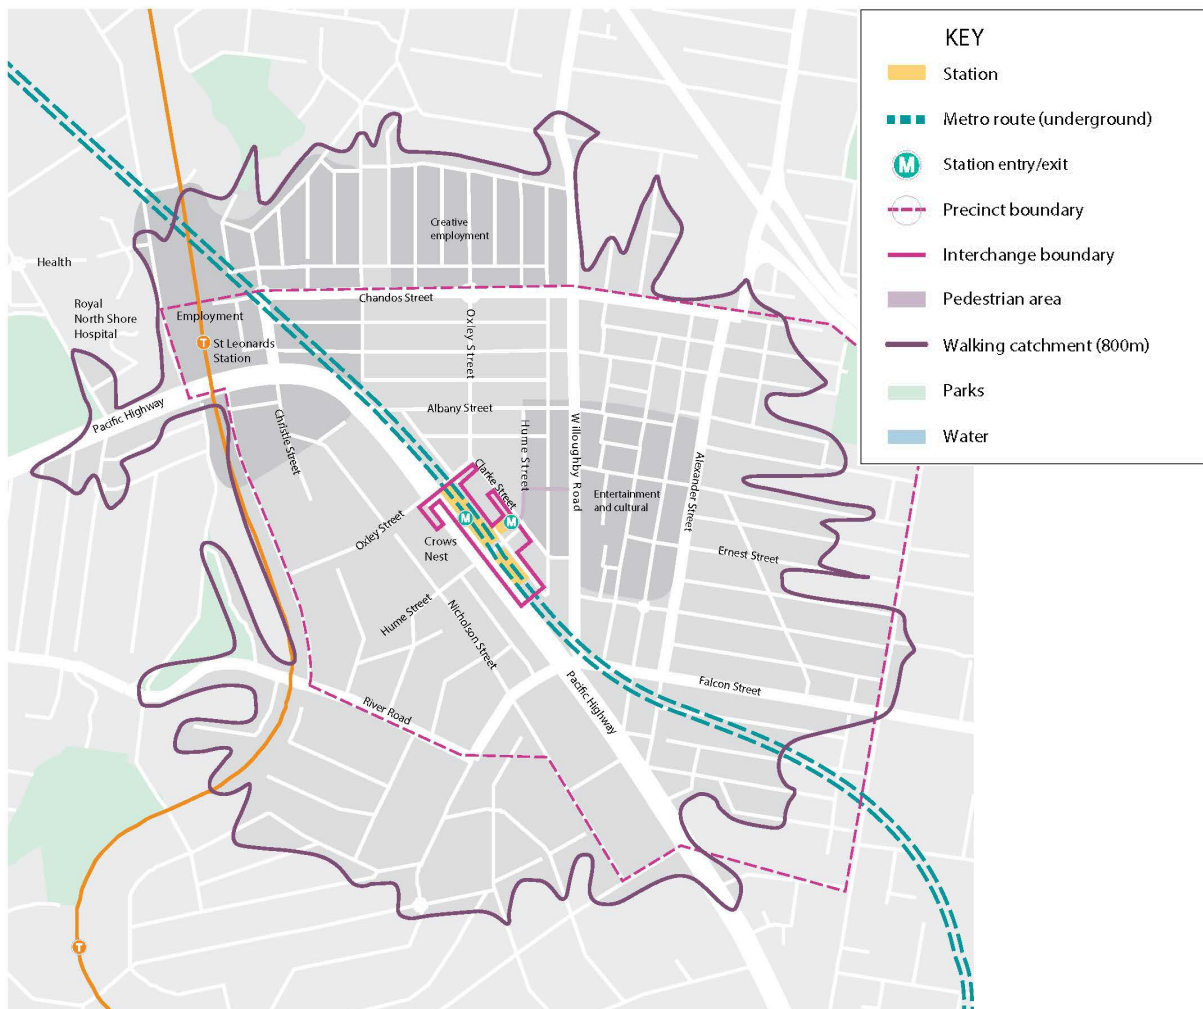 KEY
Station
Metro route (underground)
M
Station entry/exit
Precinct boundary
Interchange boundary
Pedestrian area
Walking catchment (800m)
Parks
Water
Creative
employment
Health
Royal
North Shore
Hospital
Employment
Chandos Street
T
St Leonards
Station
Oxley Street
Pacific Highway
Christie Street
Albany Street
Hume Street
Willoughby Road
Clarke Street
Alexander Street
Entertainment
and cultural
M
M
Oxley Street
Crows
Nest
Ernest Street
Hume Street
Nicholson Street
Falcon Street
Pacific Highway
River Road
T